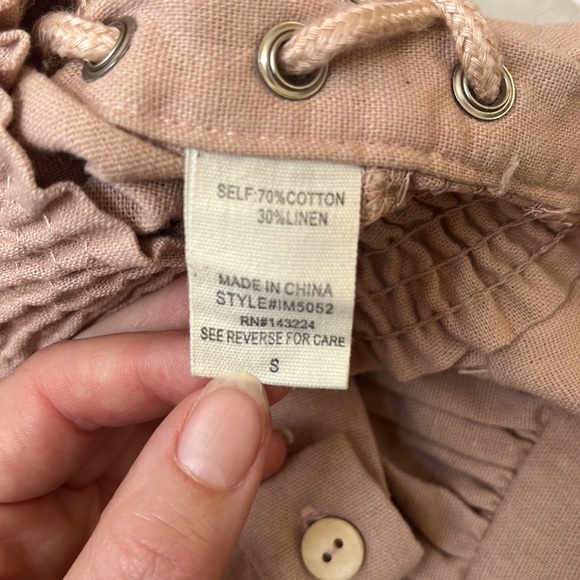 SELF:70%COTTON
30%LINEN
MADE IN CHINA
STYLE#IM5052
RN#143224
SEE REVERSE FOR CARE
S